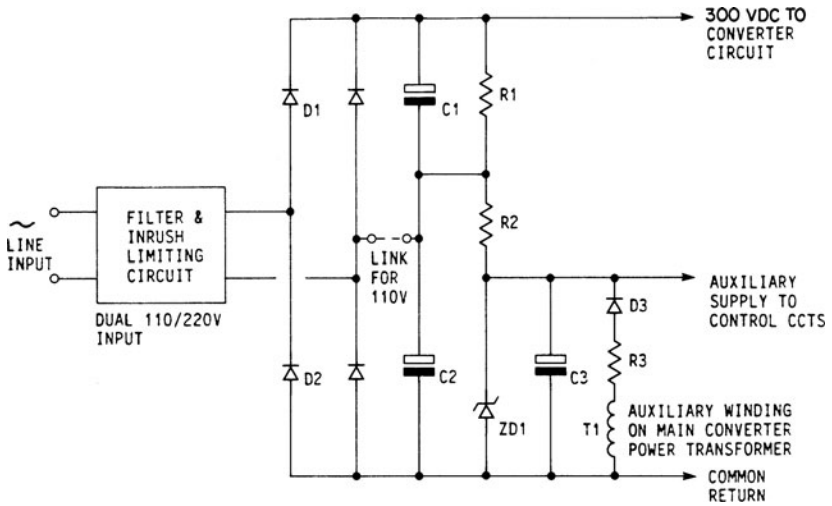 300 VDC TO
CONVERTER
CIRCUIT
D1
C1
R1
~
LINE
INPUT
FILTER &
INRUSH
LIMITING
CIRCUIT
DUAL 110/220V
INPUT
LINK
FOR
110V
R2
AUXILIARY
SUPPLY TO
CONTROL CCTS
D3
R3
D2
C2
ZD1
C3
T1
AUXILIARY WINDING
ON MAIN CONVERTER
POWER TRANSFORMER
COMMON
RETURN